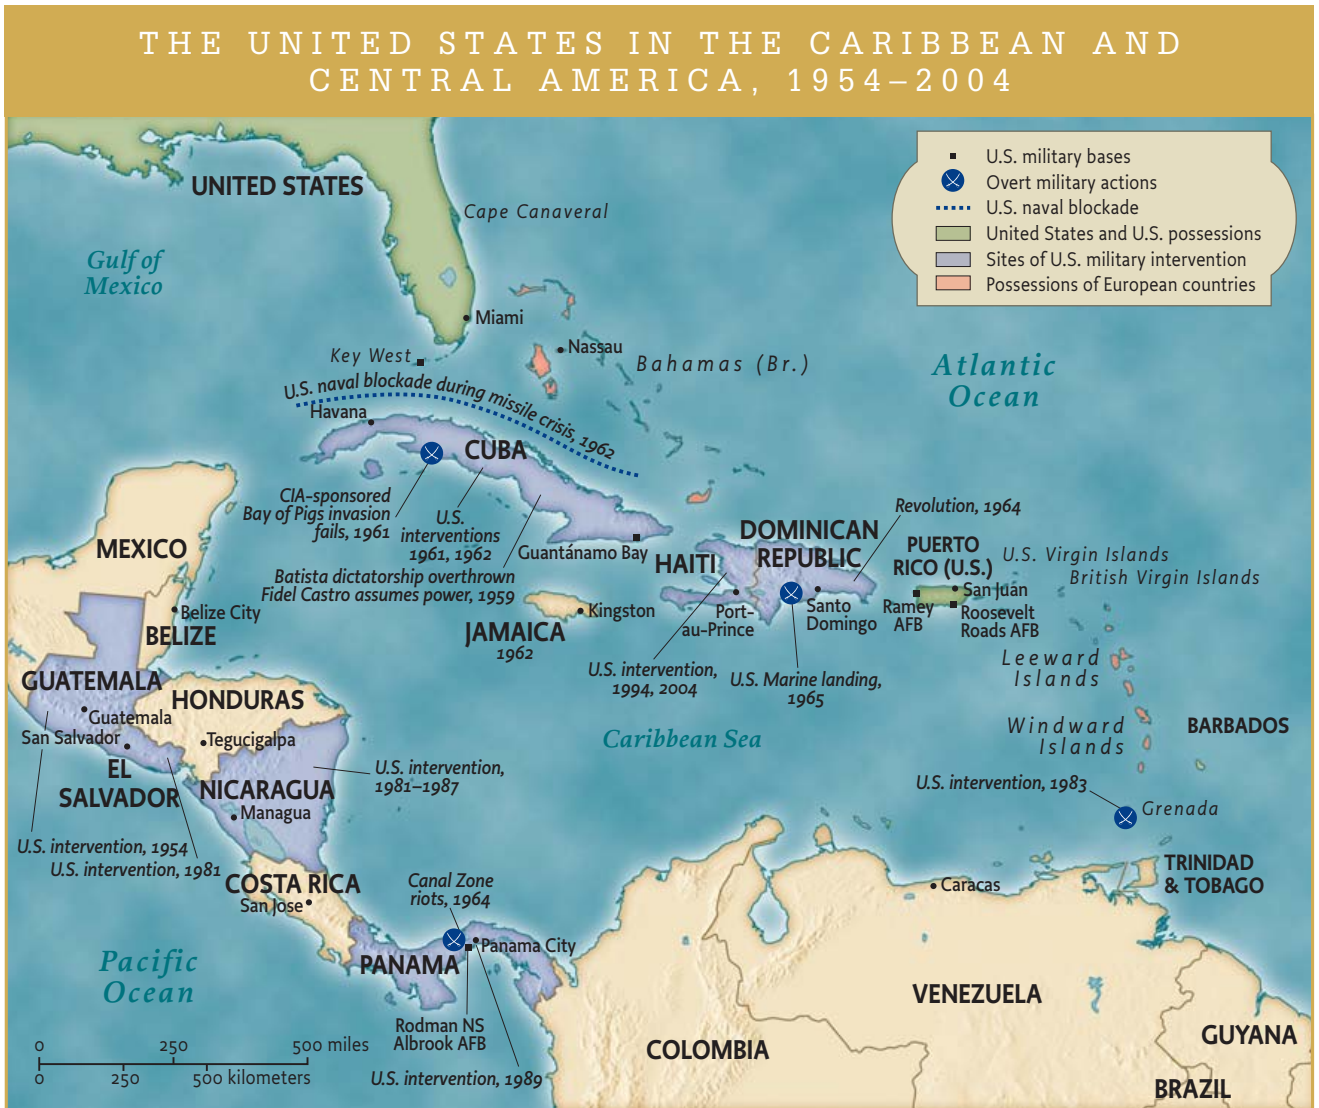 THE UNITED STATES IN THE CARIBBEAN AND
CENTRAL AMERICA, 1954–2004
U.S. military bases
Overt military actions
U.S. naval blockade
United States and U.S. possessions
Sites of U.S. military intervention
Possessions of European countries
UNITED STATES
Cape Canaveral
Gulf of
Mexico
Miami
Key West
Nassau
Bahamas (Br.)
Atlantic
Ocean
U.S. naval blockade during missile crisis, 1962
Havana
CUBA
CIA-sponsored
Bay of Pigs invasion
fails, 1961
U.S.
interventions
1961, 1962
Guantánamo Bay
Batista dictatorship overthrown
Fidel Castro assumes power, 1959
MEXICO
Belize City
BELIZE
JAMAICA
1962
Kingston
HAITI
Port-
au-Prince
U.S. intervention,
1994, 2004
DOMINICAN
REPUBLIC
Revolution, 1964
Santo
Domingo
U.S. Marine landing,
1965
PUERTO
RICO (U.S.)
San Juan
Ramey
AFB
Roosevelt
Roads AFB
U.S. Virgin Islands
British Virgin Islands
Leeward
Islands
Windward
Islands
BARBADOS
U.S. intervention, 1983
Grenada
Caribbean Sea
GUATEMALA
Guatemala
HONDURAS
Tegucigalpa
San Salvador
EL
SALVADOR
NICARAGUA
Managua
U.S. intervention,
1981–1987
U.S. intervention, 1954
U.S. intervention, 1981
COSTA RICA
San Jose
Canal Zone
riots, 1964
Panama City
PANAMA
Rodman NS
Albrook AFB
U.S. intervention, 1989
TRINIDAD
& TOBAGO
Caracas
VENEZUELA
COLOMBIA
GUYANA
BRAZIL
Pacific
Ocean
0 250 500 miles
0 250 500 kilometers